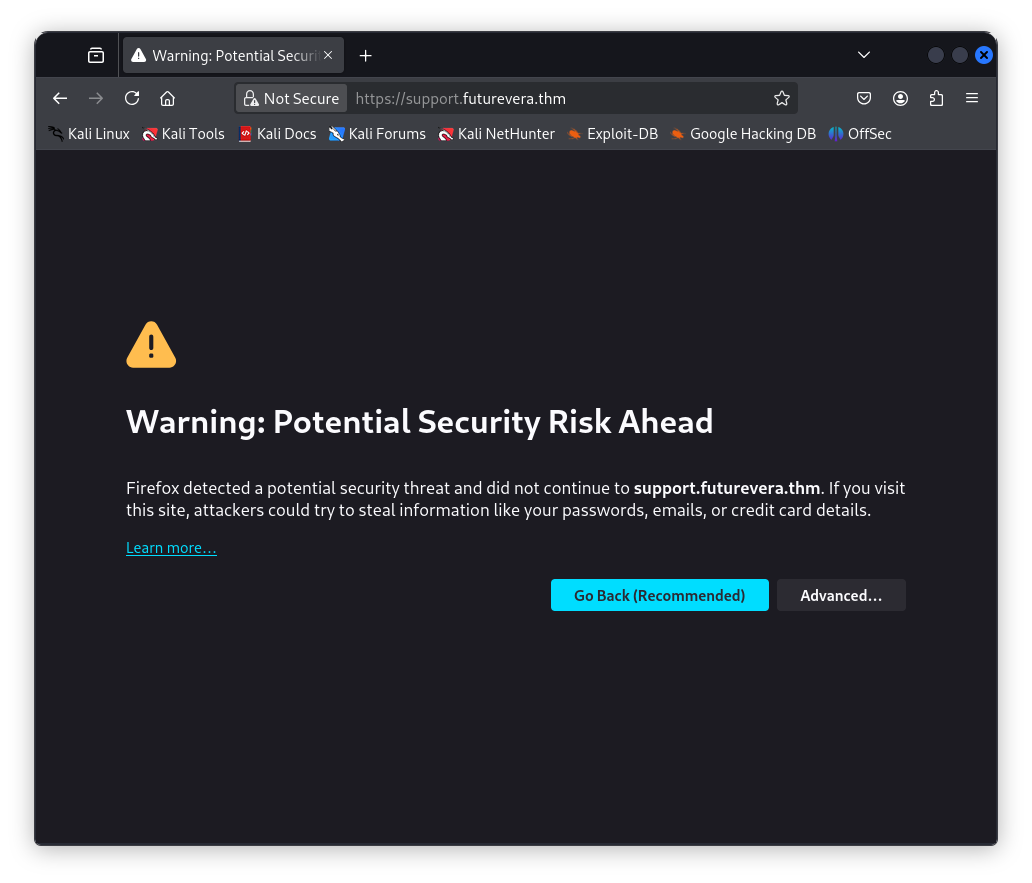 Warning: Potential Securi
Not Secure https://support.futurevera.thm
Kali Linux Kali Tools Kali Docs Kali Forums Kali NetHunter Exploit-DB Google Hacking DB OffSec
Warning: Potential Security Risk Ahead
Firefox detected a potential security threat and did not continue to support.futurevera.thm. If you visit
this site, attackers could try to steal information like your passwords, emails, or credit card details.
Learn more…
Go Back (Recommended) Advanced…